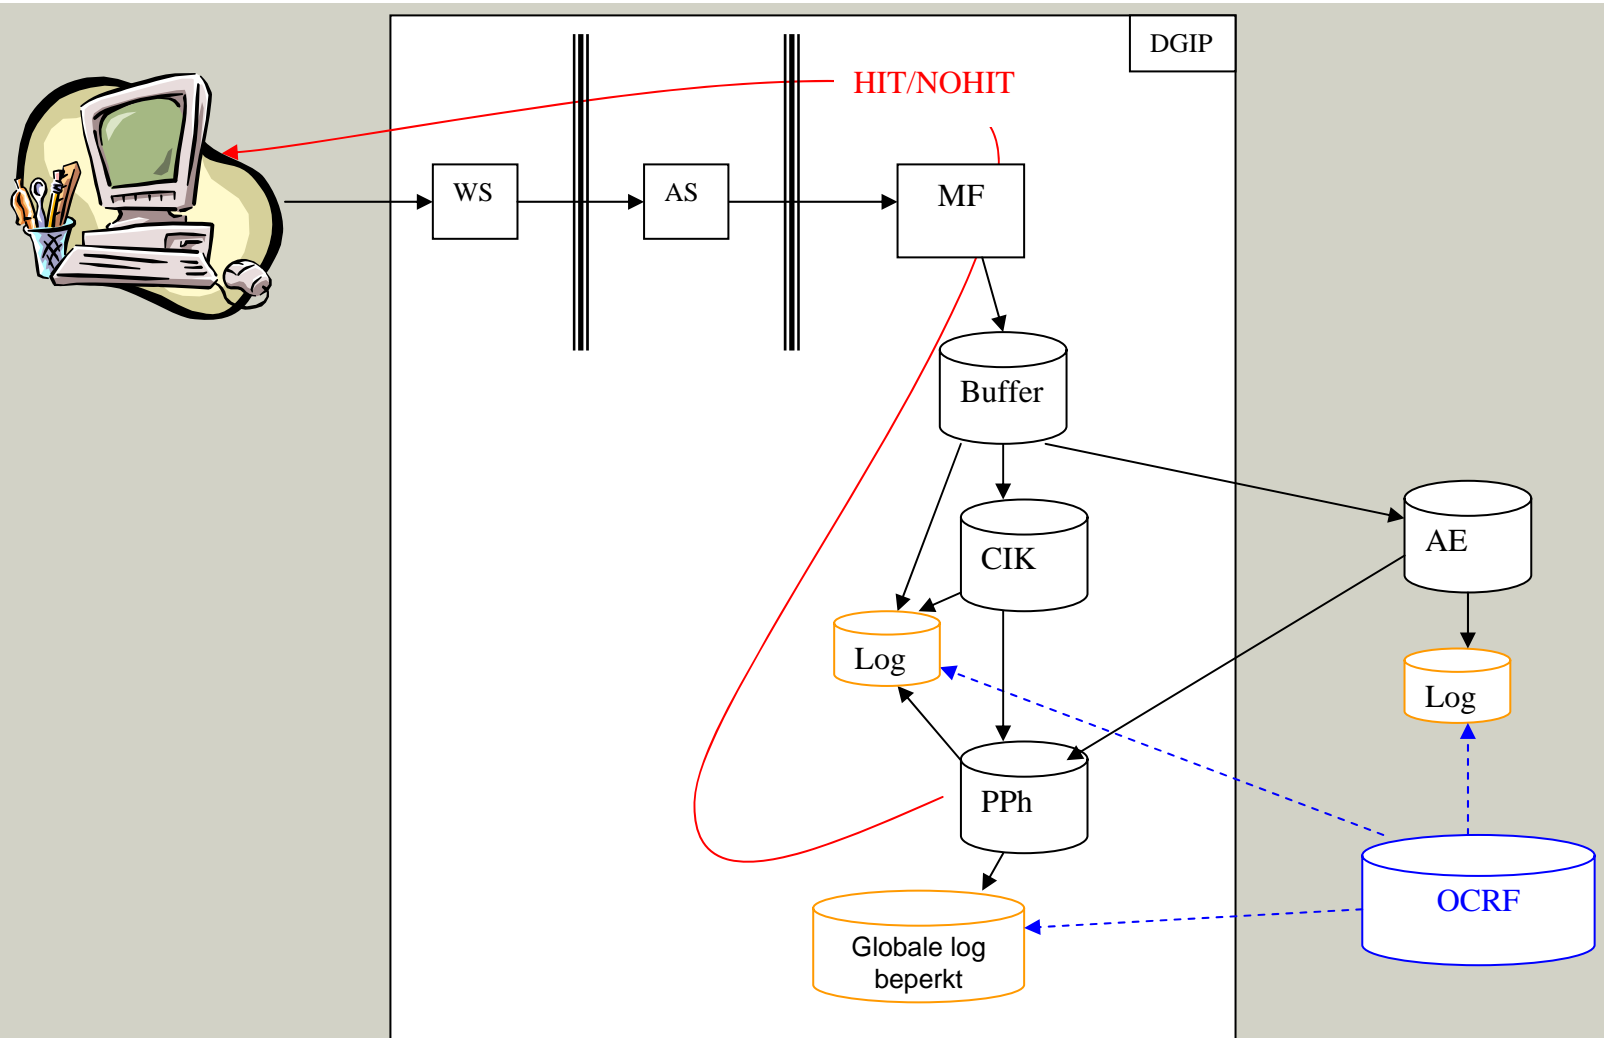 DGIP
HIT/NOHIT
WS
AS
MF
Buffer
CIK
AE
Log
Log
PPh
OCRF
Globale log
beperkt